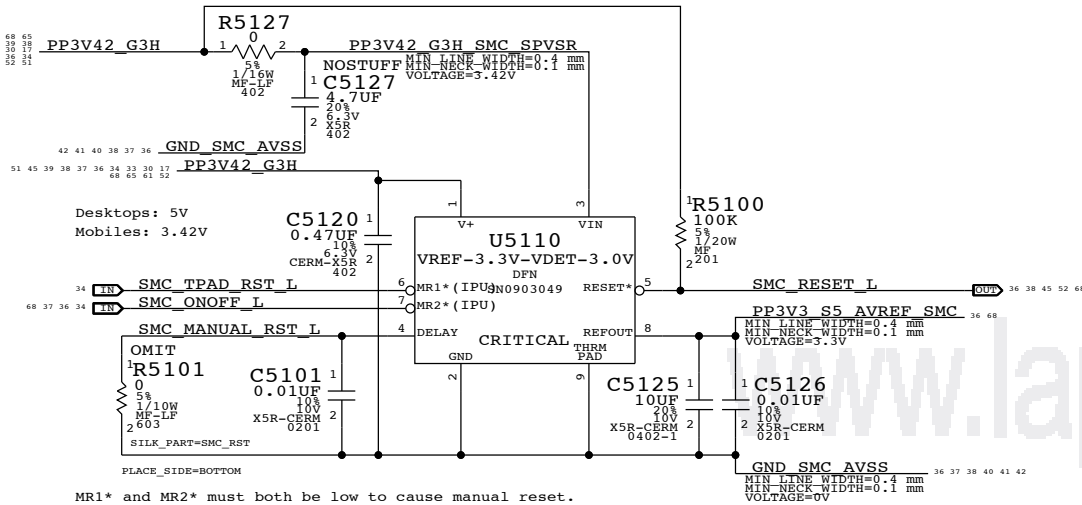 R5127
0
68 65
39 38
30 17
36 34
52 51
PP3V42_G3H
1
2
5%
1/16W
MF-LF
402
PP3V42_G3H_SMC_SPVSR
MIN_LINE_WIDTH=0.4 mm
MIN_NECK_WIDTH=0.1 mm
VOLTAGE=3.42V
NOSTUFF
1
C5127
4.7UF
20%
6.3V
X5R
402
2
42 41 40 38 37 36
GND_SMC_AVSS
51 45 39 38 37 36 34 33 30 17
68 65 61 52
PP3V42_G3H
Desktops: 5V
Mobiles: 3.42V
C5120
1
0.47UF
10%
6.3V
CERM-X5R
402
2
1
V+
3
VIN
U5110
VREF-3.3V-VDET-3.0V
DFN
SN0903049
6
MR1*(IPU)
7
MR2*(IPU)
RESET*
5
4
DELAY
REFOUT
8
CRITICAL
THRM
PAD
GND
2
9
1
R5100
100K
5%
1/20W
MF
201
2
34
IN
SMC_TPAD_RST_L
68 37 36 34
IN
SMC_ONOFF_L
SMC_MANUAL_RST_L
SMC_RESET_L
OUT
36 38 45 52 68
PP3V3_S5_AVREF_SMC
36 68
MIN_LINE_WIDTH=0.4 mm
MIN_NECK_WIDTH=0.1 mm
VOLTAGE=3.3V
OMIT
1
R5101
0
5%
1/10W
MF-LF
603
2
SILK_PART=SMC_RST
C5101
1
0.01UF
10%
10V
X5R-CERM
0201
2
C5125
1
10UF
20%
10V
X5R-CERM
0402-1
2
1
C5126
0.01UF
10%
10V
X5R-CERM
0201
2
PLACE_SIDE=BOTTOM
GND_SMC_AVSS
36 37 38 40 41 42
MIN_LINE_WIDTH=0.4 mm
MIN_NECK_WIDTH=0.1 mm
VOLTAGE=0V
MR1* and MR2* must both be low to cause manual reset.
www.la